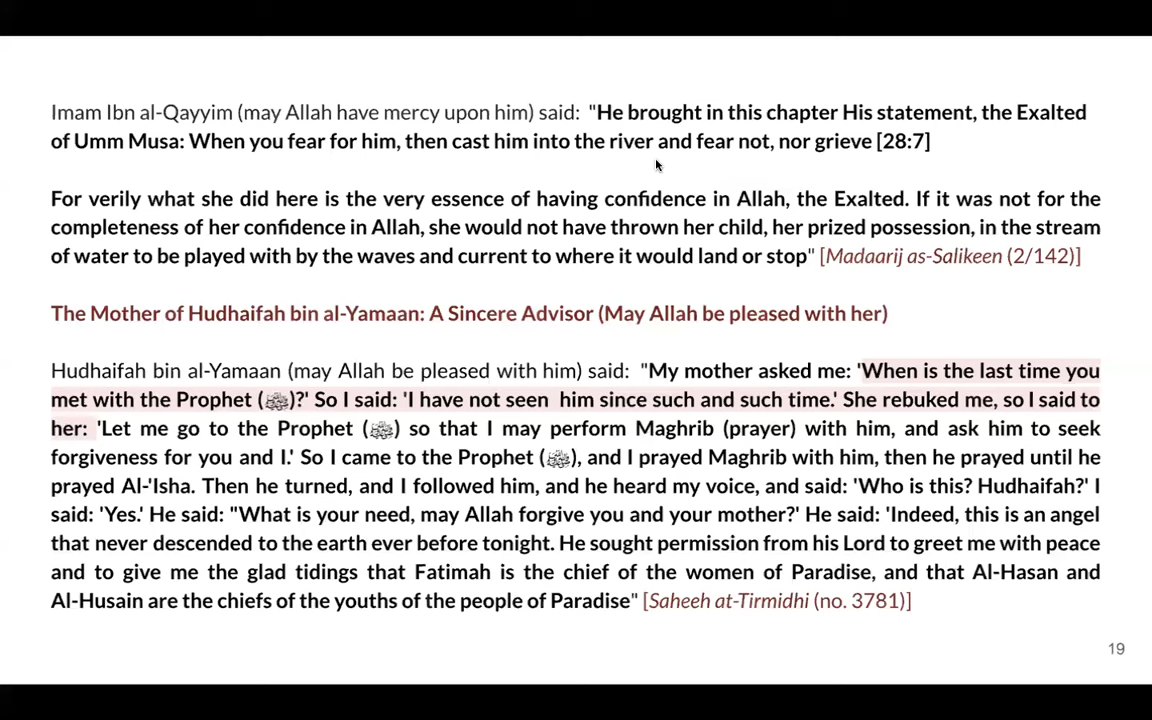 Imam Ibn al-Qayyim (may Allah have mercy upon him) said: "He brought in this chapter His statement, the Exalted
of Umm Musa: When you fear for him, then cast him into the river and fear not, nor grieve [28:7]
For verily what she did here is the very essence of having confidence in Allah, the Exalted. If it was not for the
completeness of her confidence in Allah, she would not have thrown her child, her prized possession, in the stream
of water to be played with by the waves and current to where it would land or stop" [Madaarij as-Salikeen (2/142)]
The Mother of Hudhaifah bin al-Yamaan: A Sincere Advisor (May Allah be pleased with her)
Hudhaifah bin al-Yamaan (may Allah be pleased with him) said: "My mother asked me: 'When is the last time you
met with the Prophet (ﷺ)?' So I said: 'I have not seen him since such and such time.' She rebuked me, so I said to
her: 'Let me go to the Prophet (ﷺ) so that I may perform Maghrib (prayer) with him, and ask him to seek
forgiveness for you and I.' So I came to the Prophet (ﷺ), and I prayed Maghrib with him, then he prayed until he
prayed Al-'Isha. Then he turned, and I followed him, and he heard my voice, and said: 'Who is this? Hudhaifah?' I
said: 'Yes.' He said: "What is your need, may Allah forgive you and your mother?' He said: 'Indeed, this is an angel
that never descended to the earth ever before tonight. He sought permission from his Lord to greet me with peace
and to give me the glad tidings that Fatimah is the chief of the women of Paradise, and that Al-Hasan and
Al-Husain are the chiefs of the youths of the people of Paradise" [Saheeh at-Tirmidhi (no. 3781)]
19